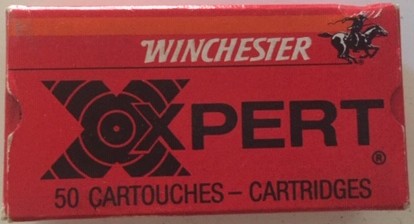 WINCHESTER
XPERT®
50 CARTOUCHES - CARTRIDGES